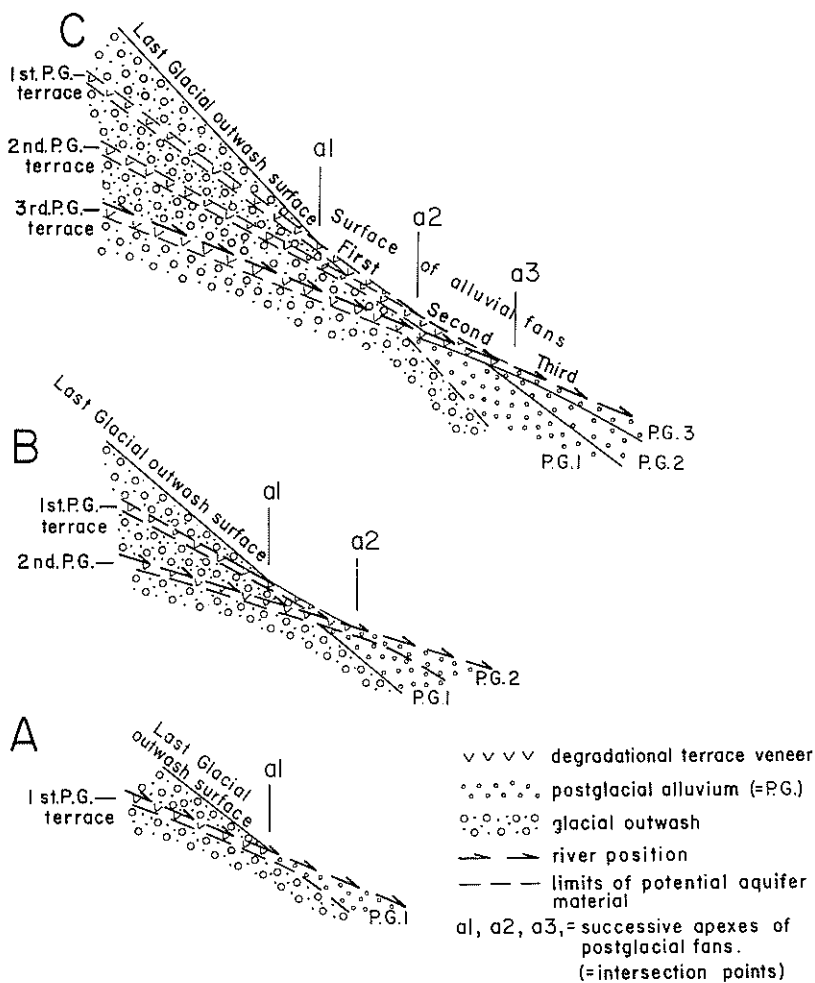 C
Last Glacial outwash surface
1st. P.G.
terrace
2nd. P.G.
terrace
3rd. P.G.
terrace
a1
a2
a3
Surface of alluvial fans
First
Second
Third
P.G.3
P.G.2
P.G.1
B
Last Glacial outwash surface
1st. P.G.
terrace
2nd. P.G.
a1
a2
P.G.2
P.G.1
A
Last Glacial
outwash surface
1st. P.G.
terrace
a1
P.G.1
v v v v degradational terrace veneer
postglacial alluvium (=P.G.)
glacial outwash
river position
limits of potential aquifer
material
a1, a2, a3, = successive apexes of
postglacial fans.
(= intersection points)